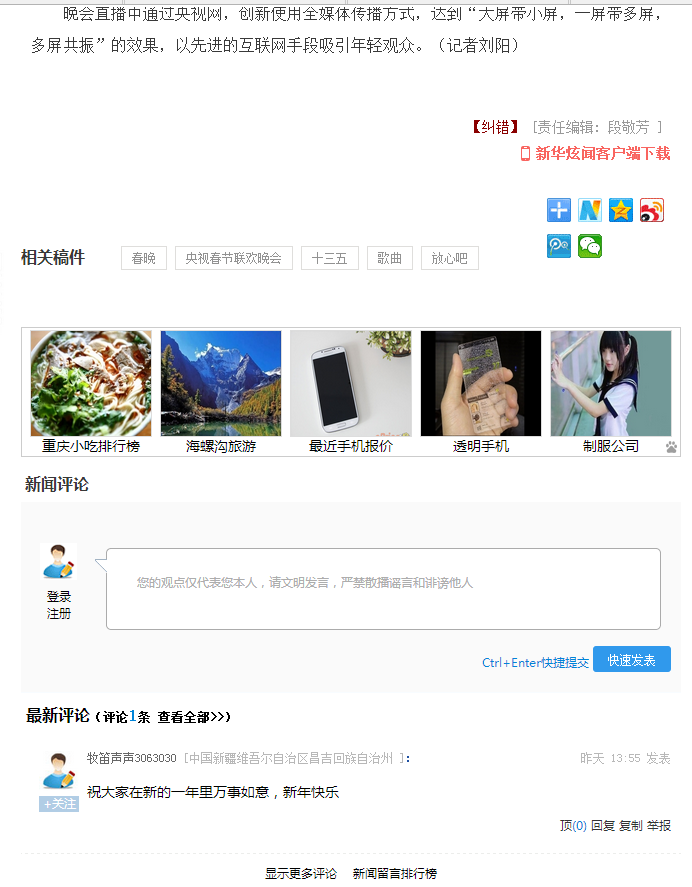 晚会直播中通过央视网，创新使用全媒体传播方式，达到“大屏带小屏，一屏带多屏，
多屏共振”的效果，以先进的互联网手段吸引年轻观众。（记者刘阳）
【纠错】 [责任编辑：段敬芳 ]
新华炫闻客户端下载
相关稿件 春晚 央视春节联欢晚会 十三五 歌曲 放心吧
重庆小吃排行榜 海螺沟旅游 最近手机报价 透明手机 制服公司
新闻评论
您的观点仅代表您本人，请文明发言，严禁散播谣言和诽谤他人
登录
注册
Ctrl+Enter快捷提交 快速发表
最新评论 (评论1条 查看全部>>)
牧笛声声3063030 [中国新疆维吾尔自治区昌吉回族自治州 ]： 昨天 13:55 发表
祝大家在新的一年里万事如意，新年快乐
+关注
顶(0) 回复 复制 举报
显示更多评论 新闻留言排行榜